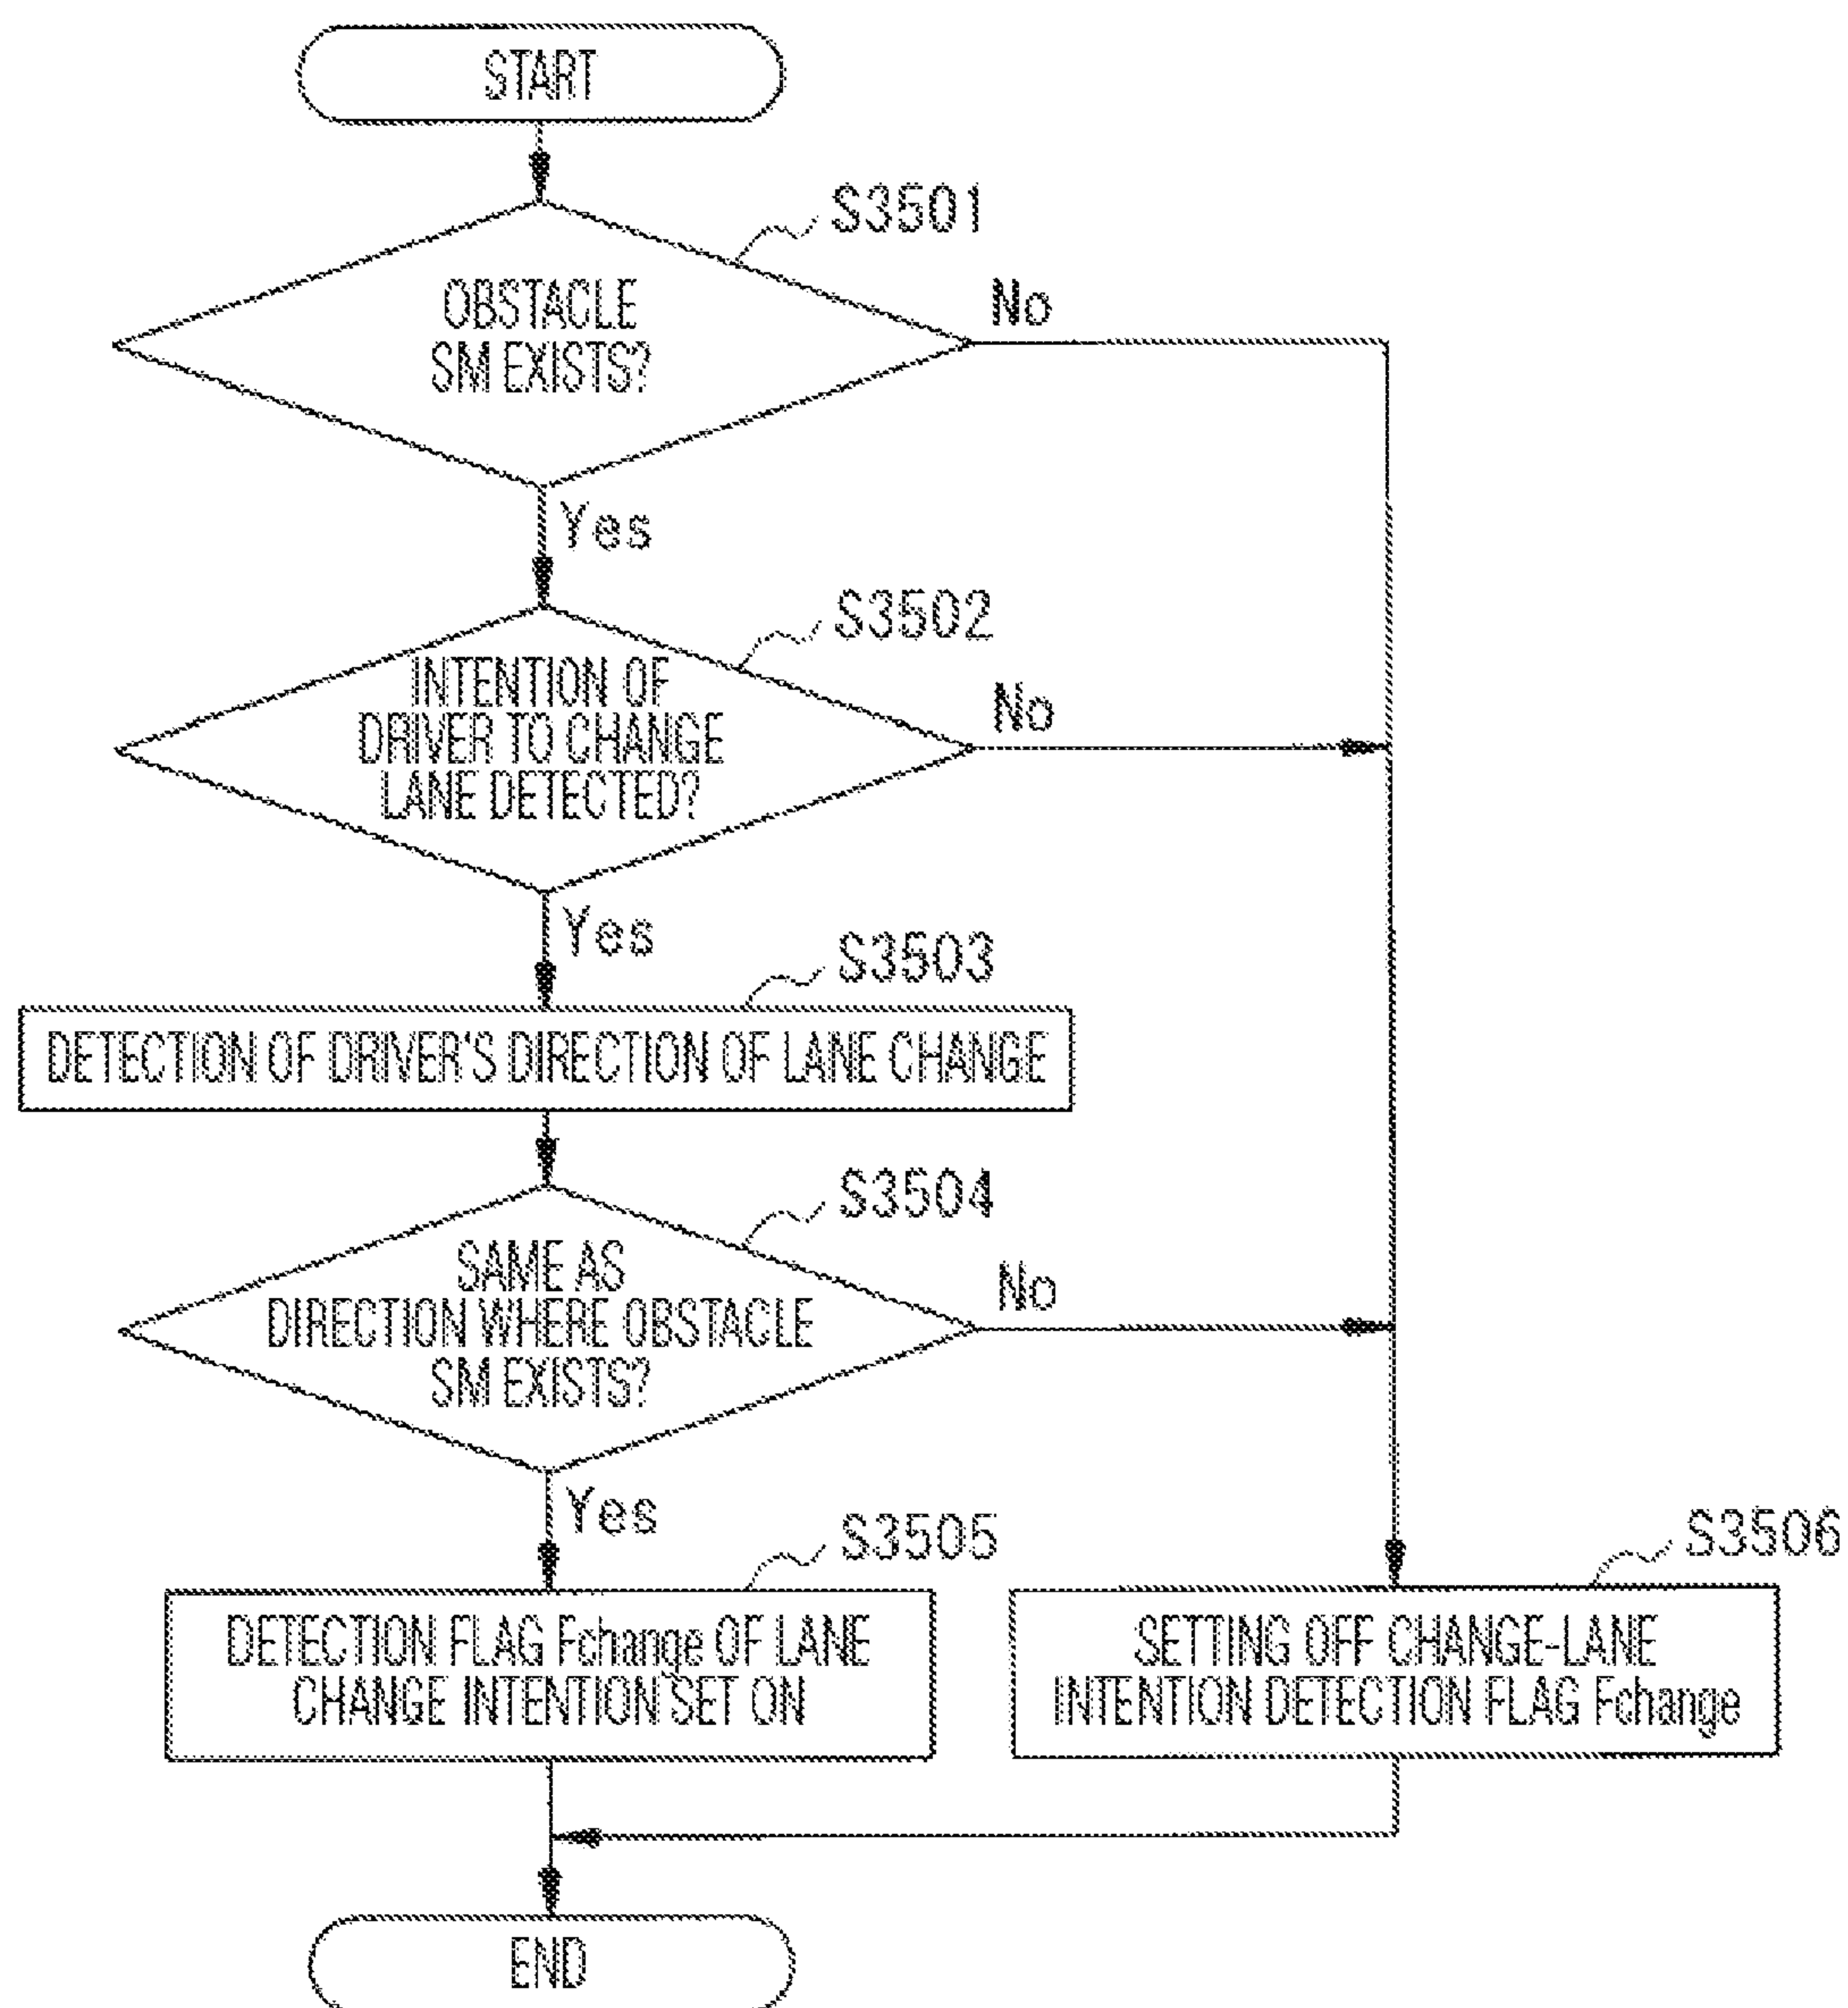 START
S3501
OBSTACLE
SM EXISTS?
No
Yes
S3502
INTENTION OF
DRIVER TO CHANGE
LANE DETECTED?
No
Yes
S3503
DETECTION OF DRIVER'S DIRECTION OF LANE CHANGE
S3504
SAME AS
DIRECTION WHERE OBSTACLE
SM EXISTS?
No
Yes
S3505
DETECTION FLAG Fchange OF LANE
CHANGE INTENTION SET ON
S3506
SETTING OFF CHANGE-LANE
INTENTION DETECTION FLAG Fchange
END